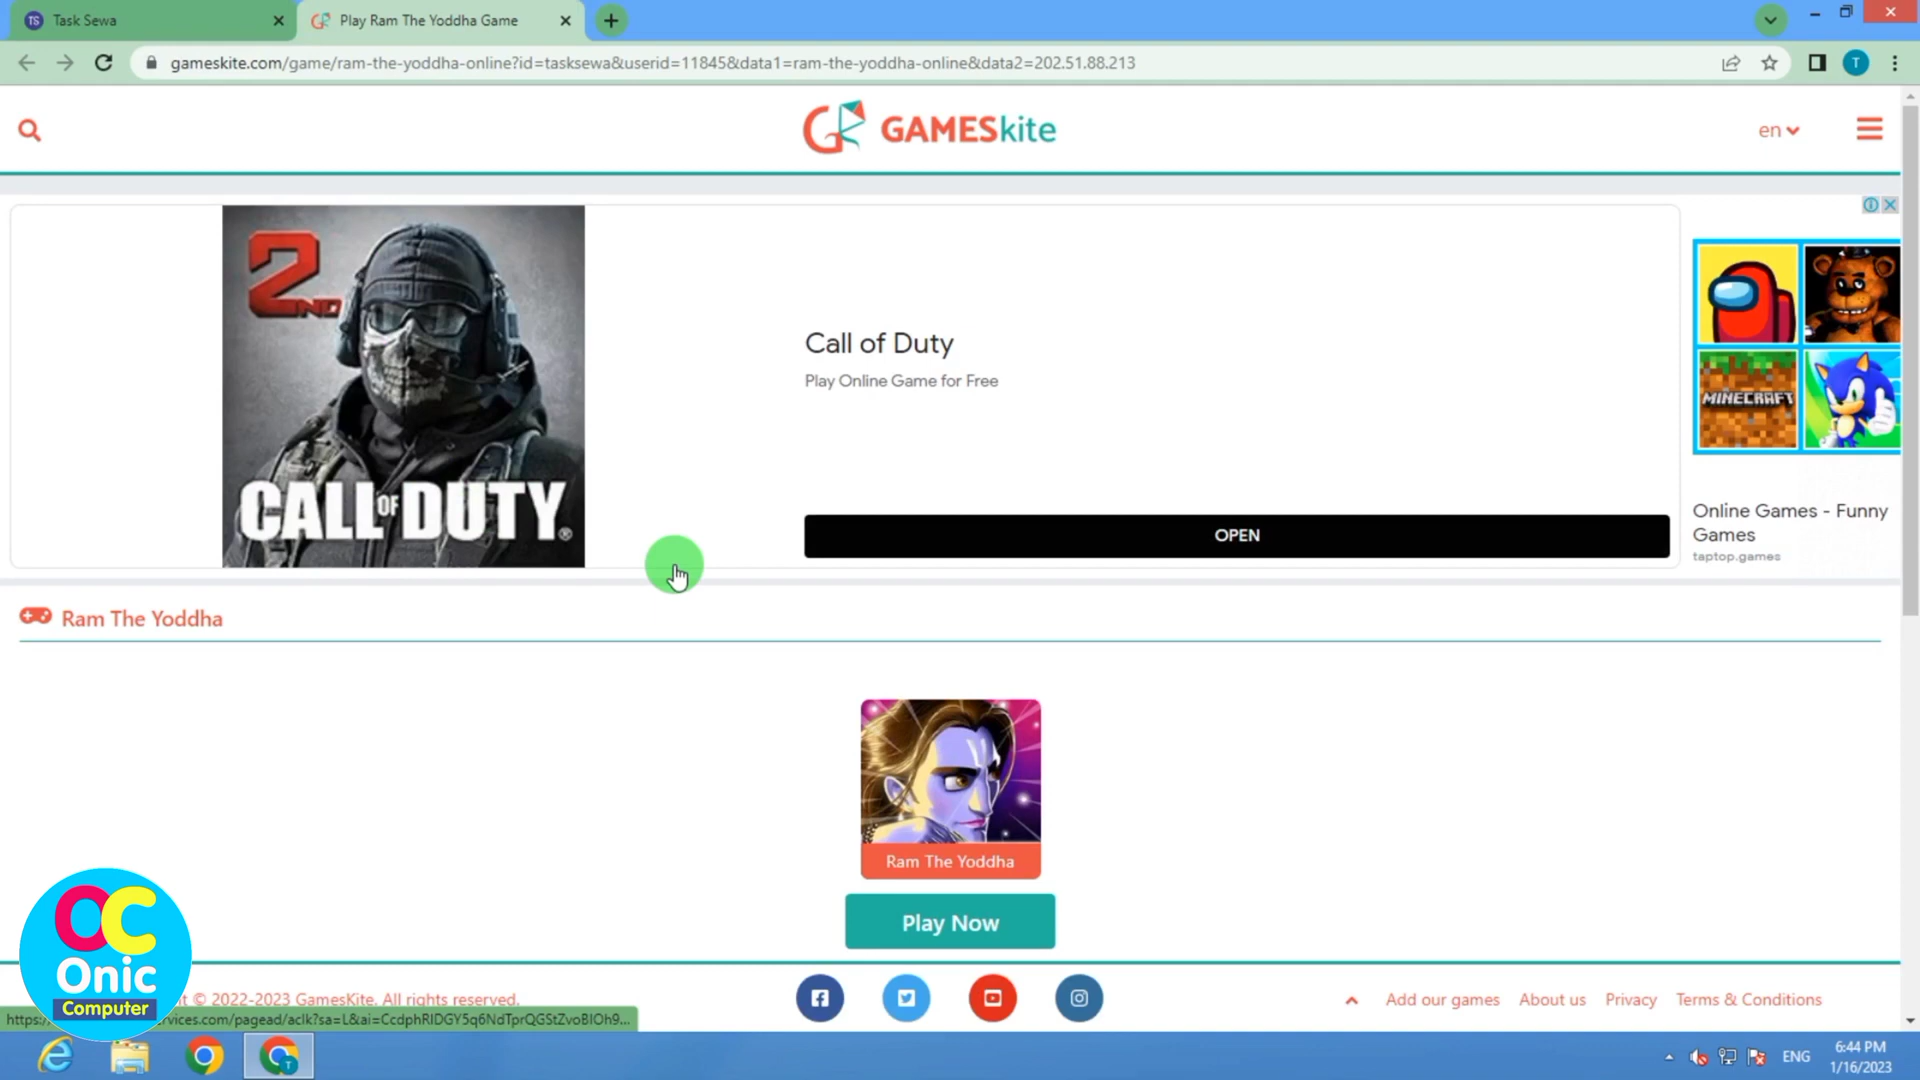 TS Task Sewa
Play Ram The Yoddha Game
gameskite.com/game/ram-the-yoddha-online?id=tasksewa&userid=11845&data1=ram-the-yoddha-online&data2=202.51.88.213
T
GAMESkite
en
2ND
CALL OF DUTY
Call of Duty
Play Online Game for Free
OPEN
MINECRAFT
Online Games - Funny
Games
taptop.games
Ram The Yoddha
Ram The Yoddha
Play Now
OC
Onic
Computer
© 2022-2023 GamesKite. All rights reserved.
Add our games
About us
Privacy
Terms & Conditions
ENG
6:44 PM
1/16/2023